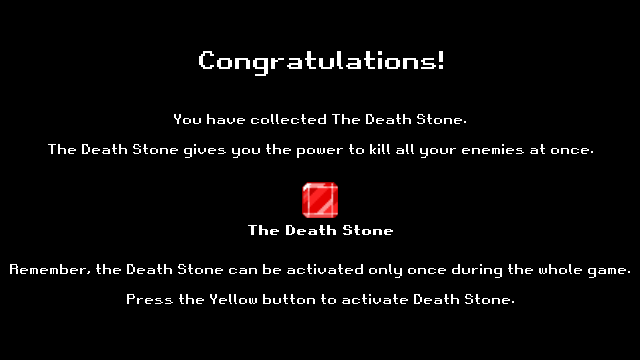 Congratulations!
You have collected The Death Stone.
The Death Stone gives you the power to kill all your enemies at once.
The Death Stone
Remember, the Death Stone can be activated only once during the whole game.
Press the Yellow button to activate Death Stone.